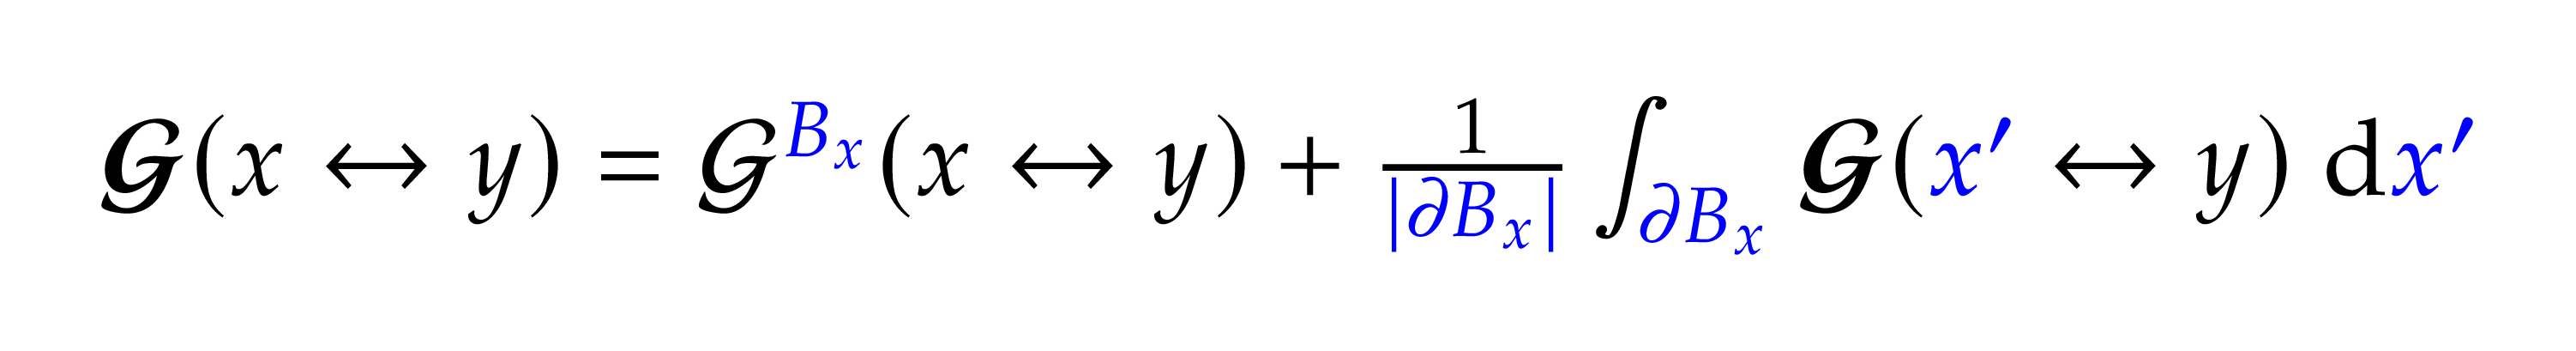 𝓖(x ↔ y) = 𝓖^{B_x}(x ↔ y) + \frac{1}{|∂B_x|} ∫_{∂B_x} 𝓖(x′ ↔ y) dx′